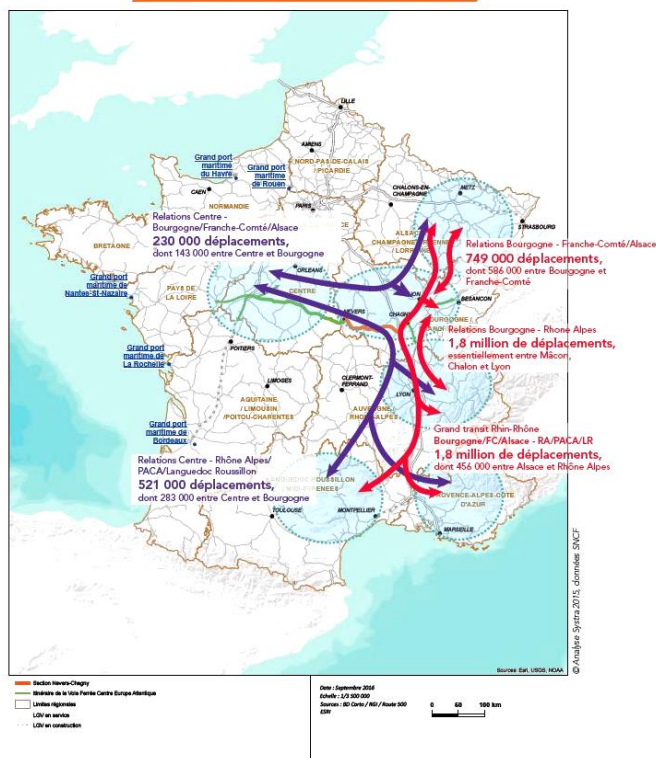 LILLE
AMIENS
NORD-PAS-DE-CALAIS
/ PICARDIE
Grand port
maritime
du Havre
Grand port
maritime
de Rouen
CAEN
NORMANDIE
PARIS
CHALONS-EN-
CHAMPAGNE
METZ
STRASBOURG
BRETAGNE
Relations Centre -
Bourgogne/Franche-Comté/Alsace
230 000 déplacements,
dont 143 000 entre Centre et Bourgogne
Relations Bourgogne - Franche-Comté/Alsace
749 000 déplacements,
dont 586 000 entre Bourgogne et
Franche-Comté
ORLEANS
CENTRE
PAYS DE
LA LOIRE
Grand port
maritime de
Nantes-St-Nazaire
BESANCON
NEVERS
CHAGNY
Relations Bourgogne - Rhone Alpes
1,8 million de déplacements,
essentiellement entre Mâcon,
Chalon et Lyon
Grand port
maritime de
La Rochelle
POITIERS
LIMOGES
CLERMONT-
FERRAND
LYON
AQUITAINE
/ LIMOUSIN
/POITOU-CHARENTES
Grand port
maritime de
Bordeaux
Grand transit Rhin-Rhône
Bourgogne/FC/Alsace - RA/PACA/LR
1,8 million de déplacements,
dont 456 000 entre Alsace et Rhône Alpes
Relations Centre - Rhône Alpes/
PACA/Languedoc Roussillon
521 000 déplacements,
dont 283 000 entre Centre et Bourgogne
PROVENCE-ALPES-COTE
D'AZUR
TOULOUSE
MONTPELLIER
MARSEILLE
© Analyse Systra 2015, données SNCF
Sources: Esri, USGS, NOAA
Section Nevers-Chagny
Itinéraire de la Voie Ferrée Centre Europe Atlantique
Limites régionales
LGV en service
LGV en construction
Date : Septembre 2016
Echelle : 1/3 500 000
Sources : BD Carto / RGI / Route 500
ESRI
0 50 100 km